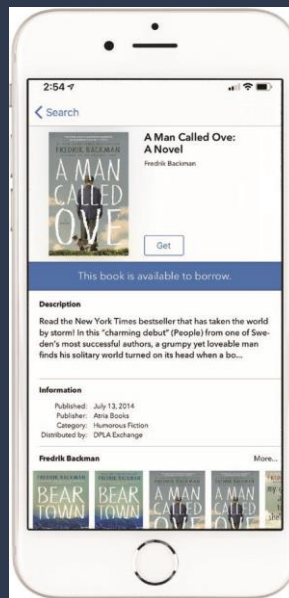 2:54
Search
FREDRIK BACKMAN
A MAN
CALLED
OVE
A Man Called Ove:
A Novel
Fredrik Backman
Get
This book is available to borrow.
Description
Read the New York Times bestseller that has taken the world
by storm! In this "charming debut" (People) from one of Swe-
den's most successful authors, a grumpy yet loveable man
finds his solitary world turned on its head when a bo...
Information
Published: July 13, 2014
Publisher: Atria Books
Category: Humorous Fiction
Distributed by: DPLA Exchange
Fredrik Backman
More...
BEAR
TOWN
BEAR
TOWN
A MAN
CALLED
A MAN
CALLED